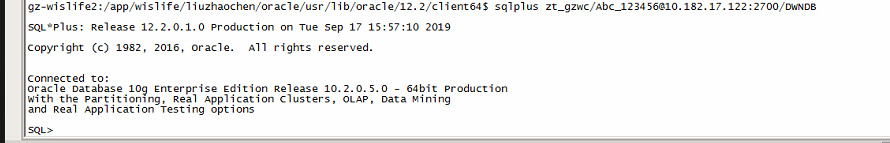 gz-wislife2:/app/wislife/liuzhaochen/oracle/usr/lib/oracle/12.2/client64$ sqlplus zt_gzwc/Abc_123456@10.182.17.122:2700/DWNDB
SQL*Plus: Release 12.2.0.1.0 Production on Tue Sep 17 15:57:10 2019
Copyright (c) 1982, 2016, Oracle.  All rights reserved.
Connected to:
Oracle Database 10g Enterprise Edition Release 10.2.0.5.0 - 64bit Production
With the Partitioning, Real Application Clusters, OLAP, Data Mining
and Real Application Testing options
SQL>